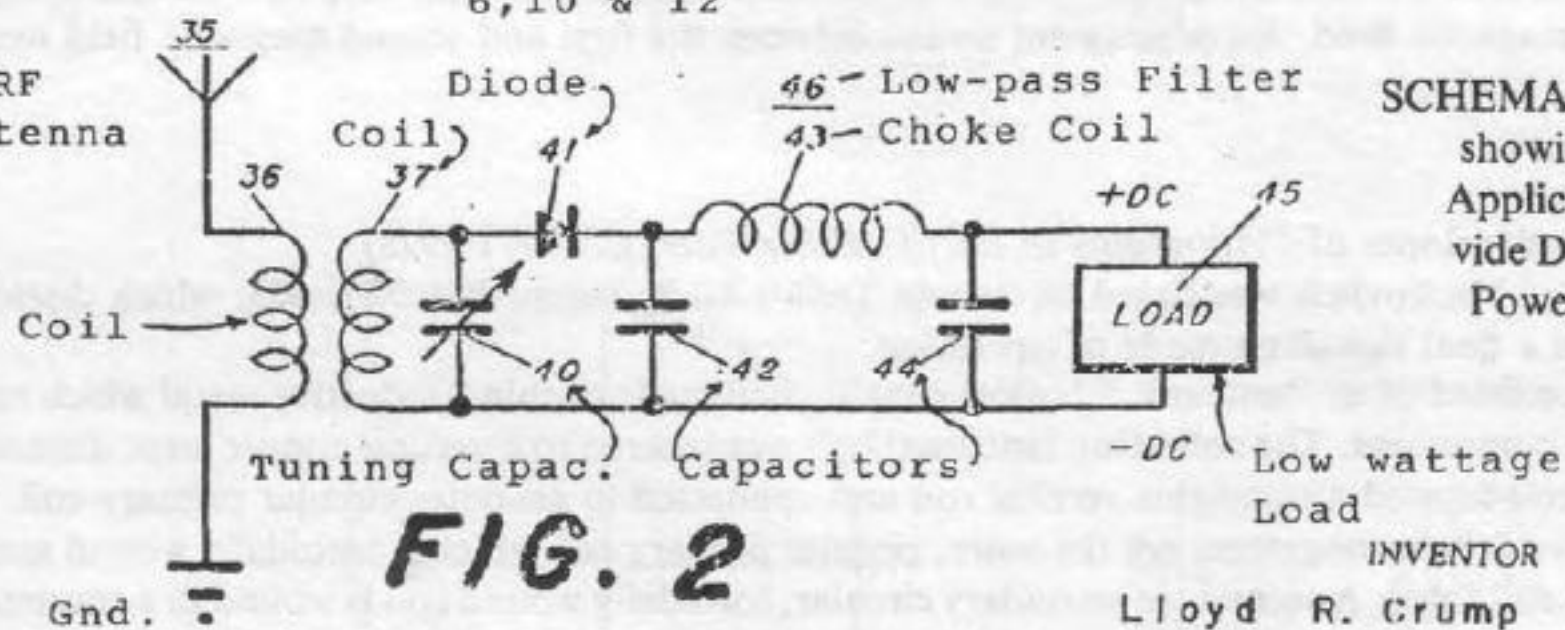 6,10 & 12
35
RF
tenna
Diode
46 - Low-pass Filter
43 - Choke Coil
Coil
41
36
37
+DC
45
SCHEMA
showi
Applic
vide D
Powe
Coil
LOAD
40
42
44
Tuning Capac.
Capacitors
DC
Low wattage
Load
FIG. 2
INVENTOR
Gnd.
Lloyd R. Crump